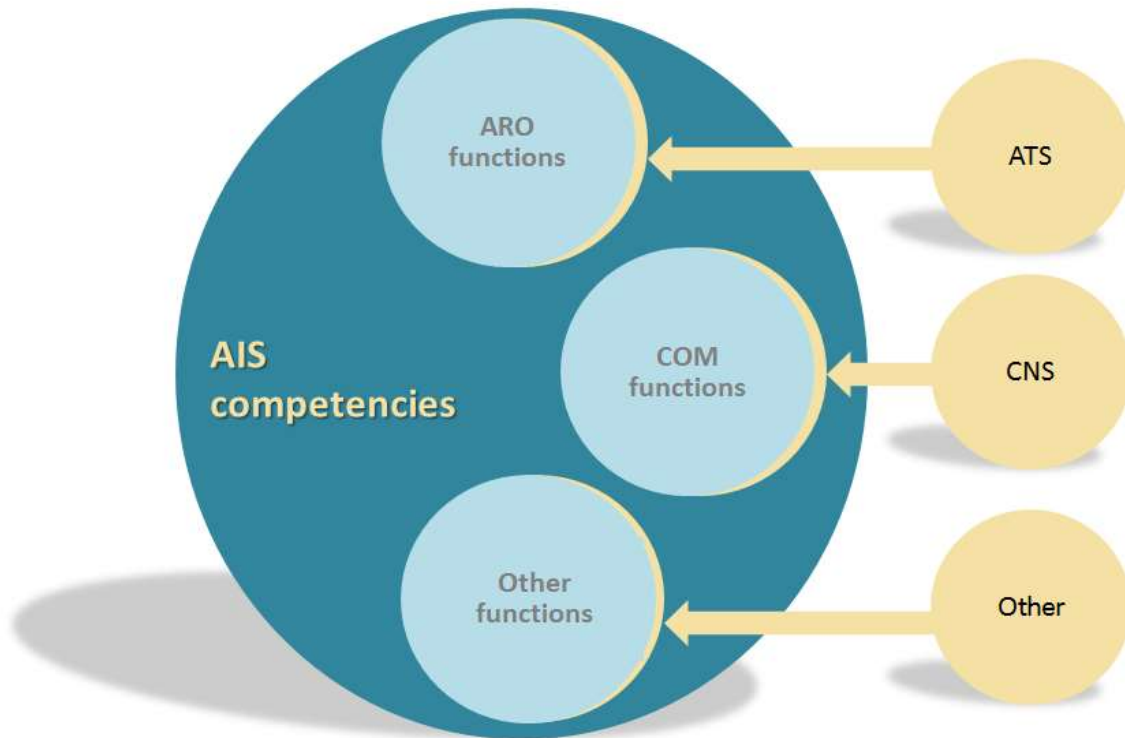 ARO
functions
ATS
AIS
competencies
COM
functions
CNS
Other
functions
Other